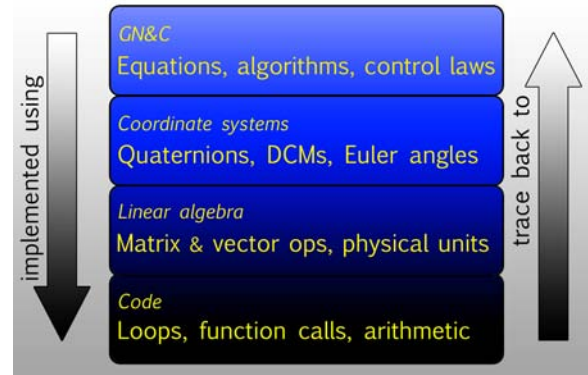 implemented using
GN&C
Equations, algorithms, control laws
Coordinate systems
Quaternions, DCMs, Euler angles
Linear algebra
Matrix & vector ops, physical units
Code
Loops, function calls, arithmetic
trace back to